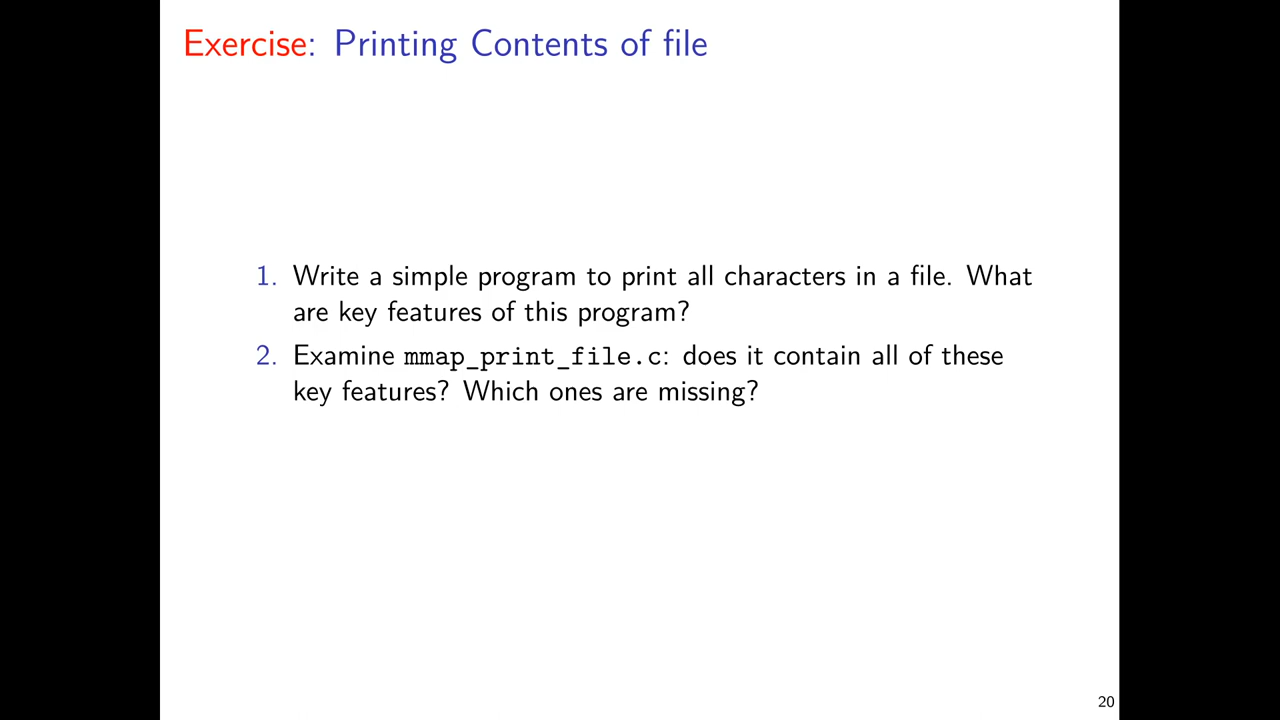 Exercise: Printing Contents of file
1. Write a simple program to print all characters in a file. What
are key features of this program?
2. Examine mmap_print_file.c: does it contain all of these
key features? Which ones are missing?
20